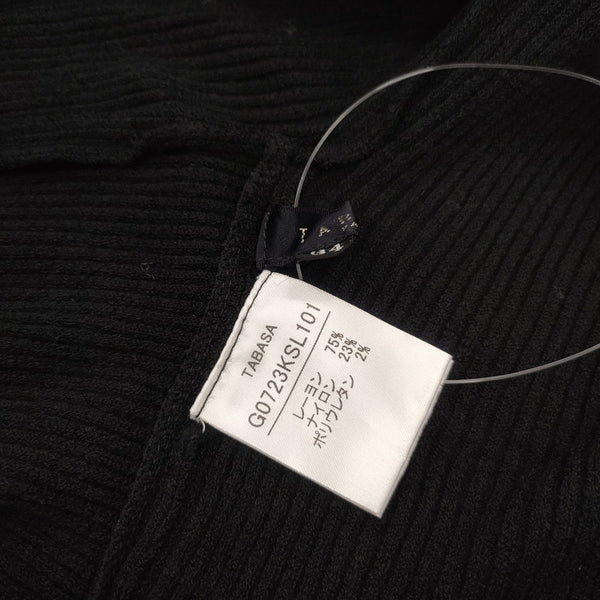 TABASA
G0723KSL101
レーヨン 75%
ナイロン 23%
ポリウレタン 2%
34